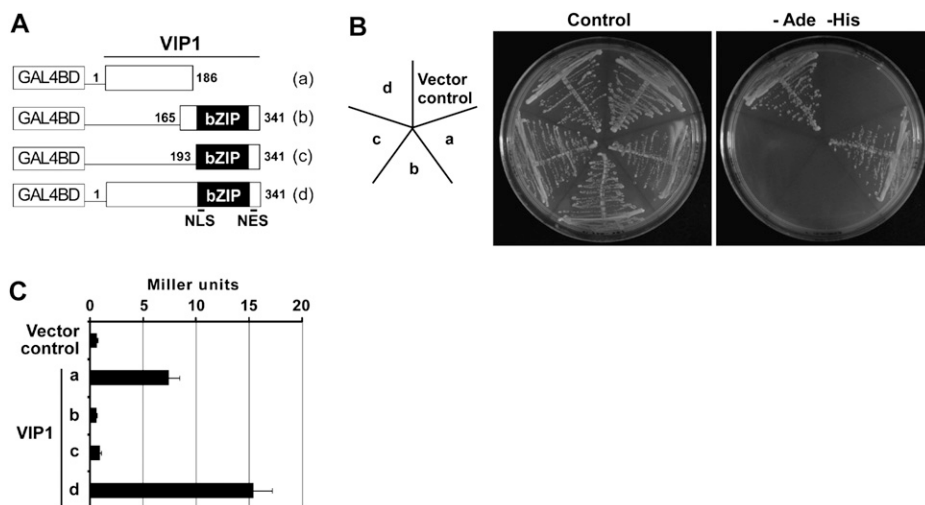 A
VIP1
GAL4BD 1 186 (a)
GAL4BD 165 bZIP 341 (b)
GAL4BD 193 bZIP 341 (c)
GAL4BD 1 bZIP 341 (d)
NLS NES
B
Control
- Ade -His
d
Vector
control
c
a
b
C
Miller units
0 5 10 15 20
Vector
control
a
b
VIP1
c
d